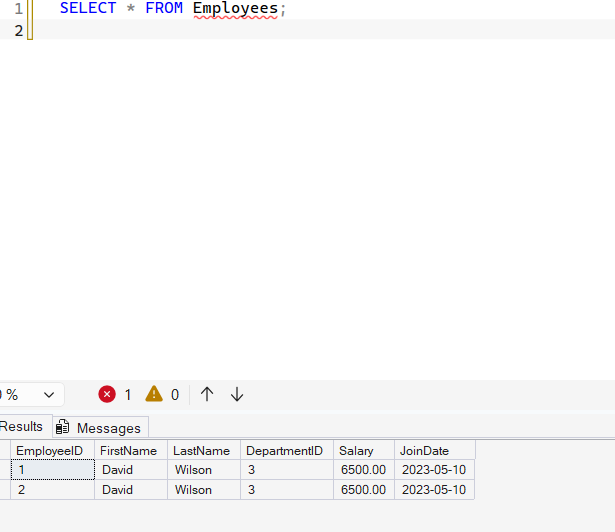 1 SELECT * FROM Employees;
2
% 1 0
Results Messages
EmployeeID FirstName LastName DepartmentID Salary JoinDate
1 David Wilson 3 6500.00 2023-05-10
2 David Wilson 3 6500.00 2023-05-10